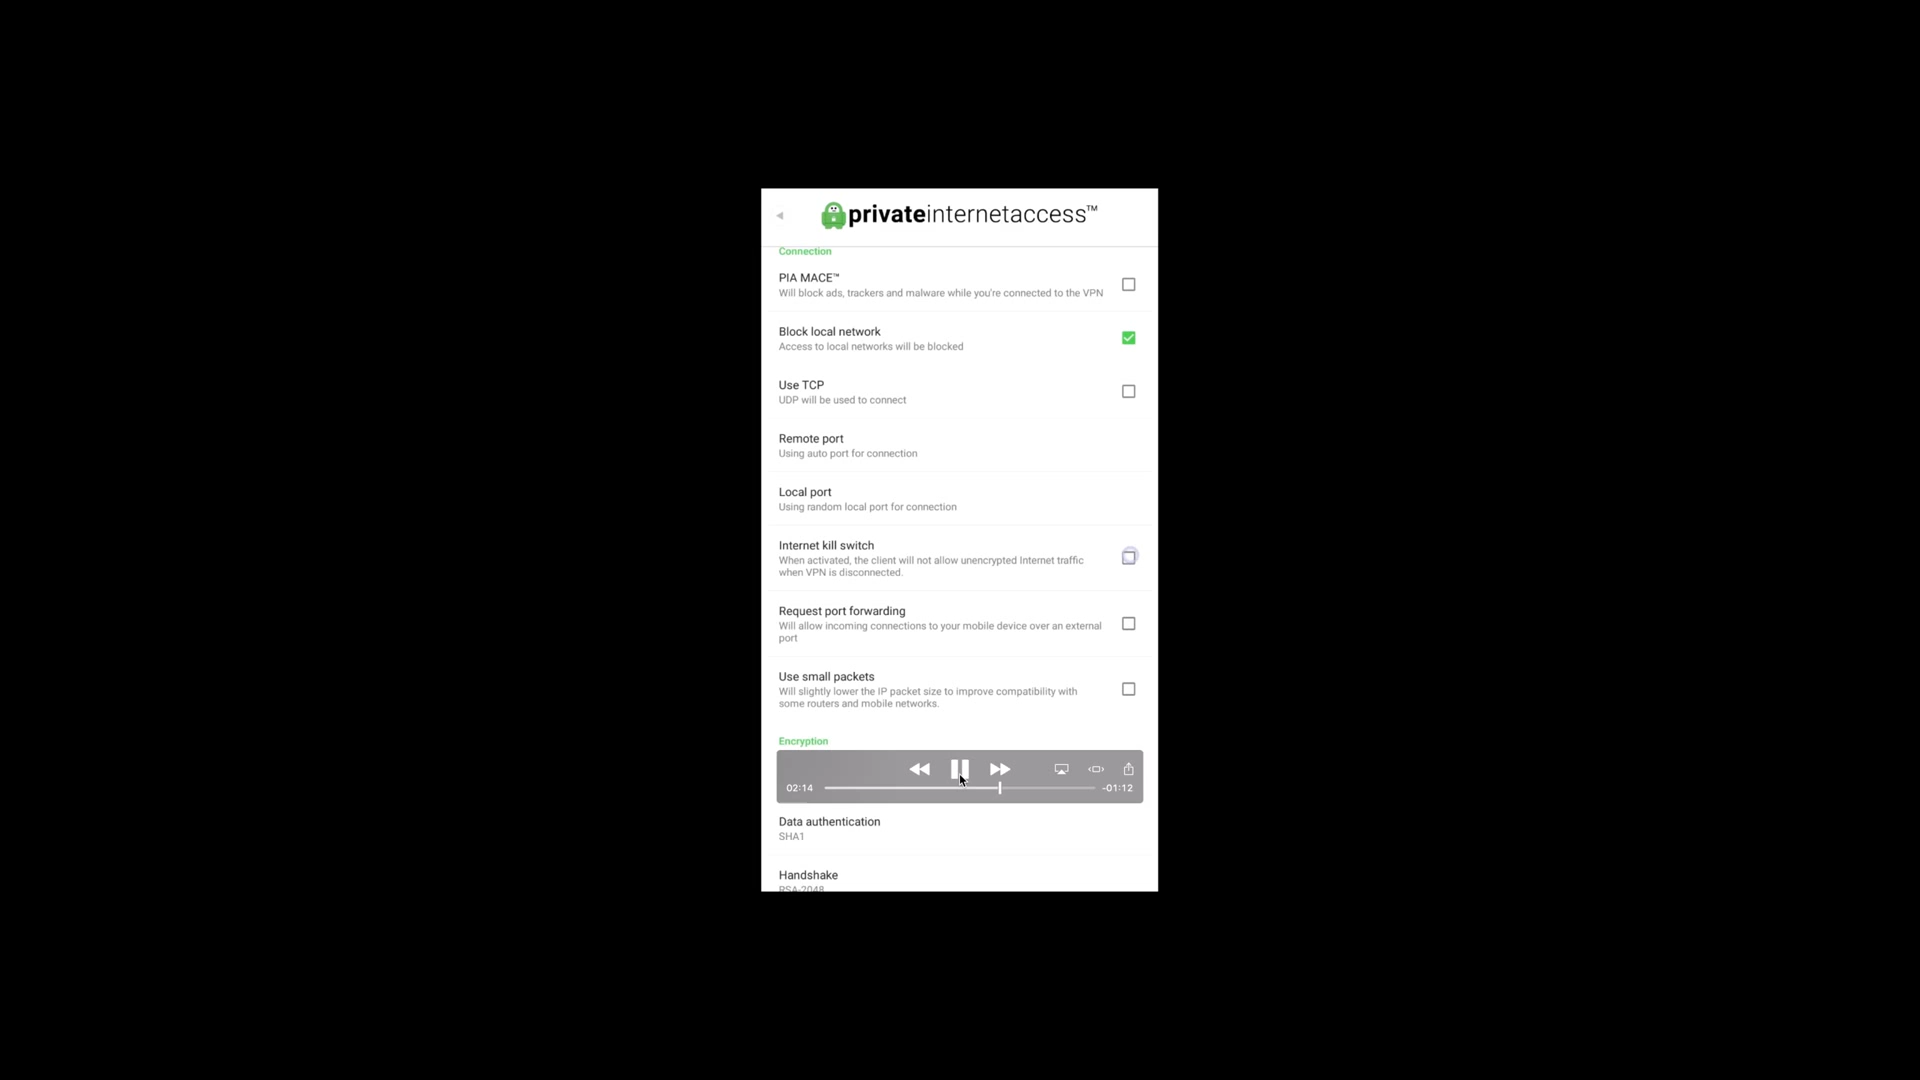 privateinternetaccess™
Connection
PIA MACE™
Will block ads, trackers and malware while you're connected to the VPN
Block local network
Access to local networks will be blocked
Use TCP
UDP will be used to connect
Remote port
Using auto port for connection
Local port
Using random local port for connection
Internet kill switch
When activated, the client will not allow unencrypted Internet traffic
when VPN is disconnected.
Request port forwarding
Will allow incoming connections to your mobile device over an external
port
Use small packets
Will slightly lower the IP packet size to improve compatibility with
some routers and mobile networks.
Encryption
02:14
-01:12
Data authentication
SHA1
Handshake
RSA-2048